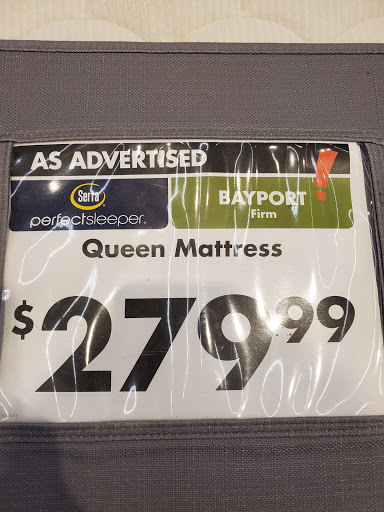 AS ADVERTISED
Serta
perfectsleeper.
BAYPORT
Firm
Queen Mattress
$279.99